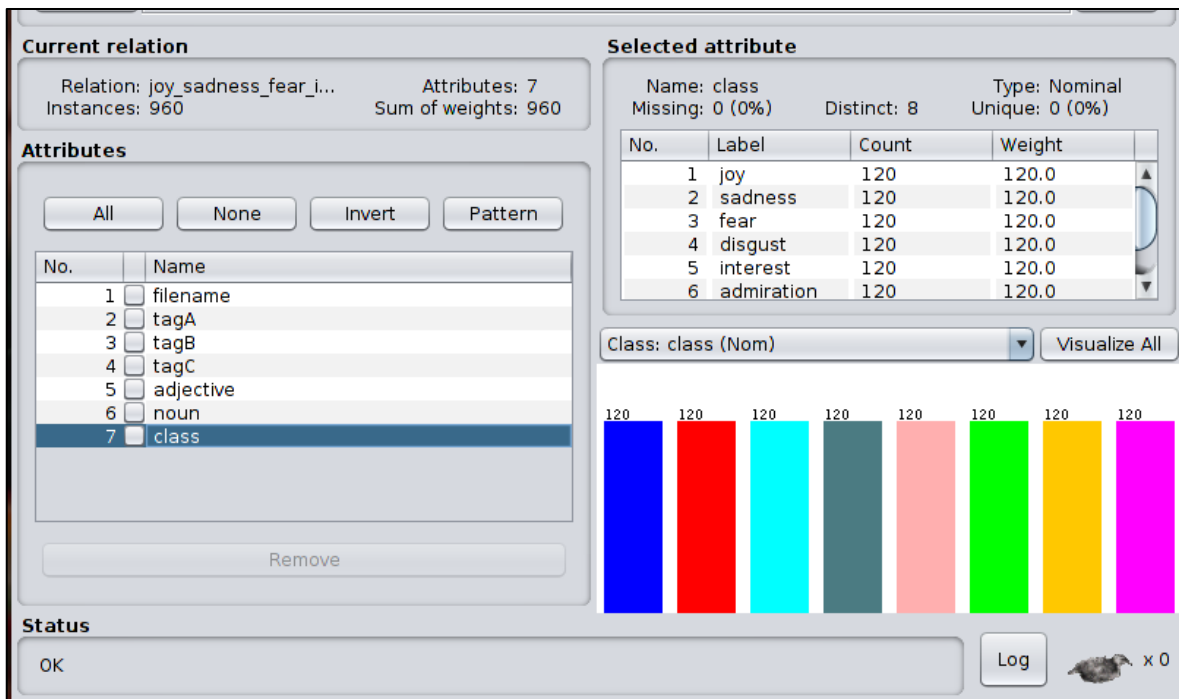 Current relation
Relation: joy_sadness_fear_i... Attributes: 7
Instances: 960 Sum of weights: 960
Attributes
All None Invert Pattern
No. Name
1 filename
2 tagA
3 tagB
4 tagC
5 adjective
6 noun
7 class
Remove
Status
OK
Selected attribute
Name: class Type: Nominal
Missing: 0 (0%) Distinct: 8 Unique: 0 (0%)
No. Label Count Weight
1 joy 120 120.0
2 sadness 120 120.0
3 fear 120 120.0
4 disgust 120 120.0
5 interest 120 120.0
6 admiration 120 120.0
Class: class (Nom) Visualize All
120 120 120 120 120 120 120 120
Log x 0